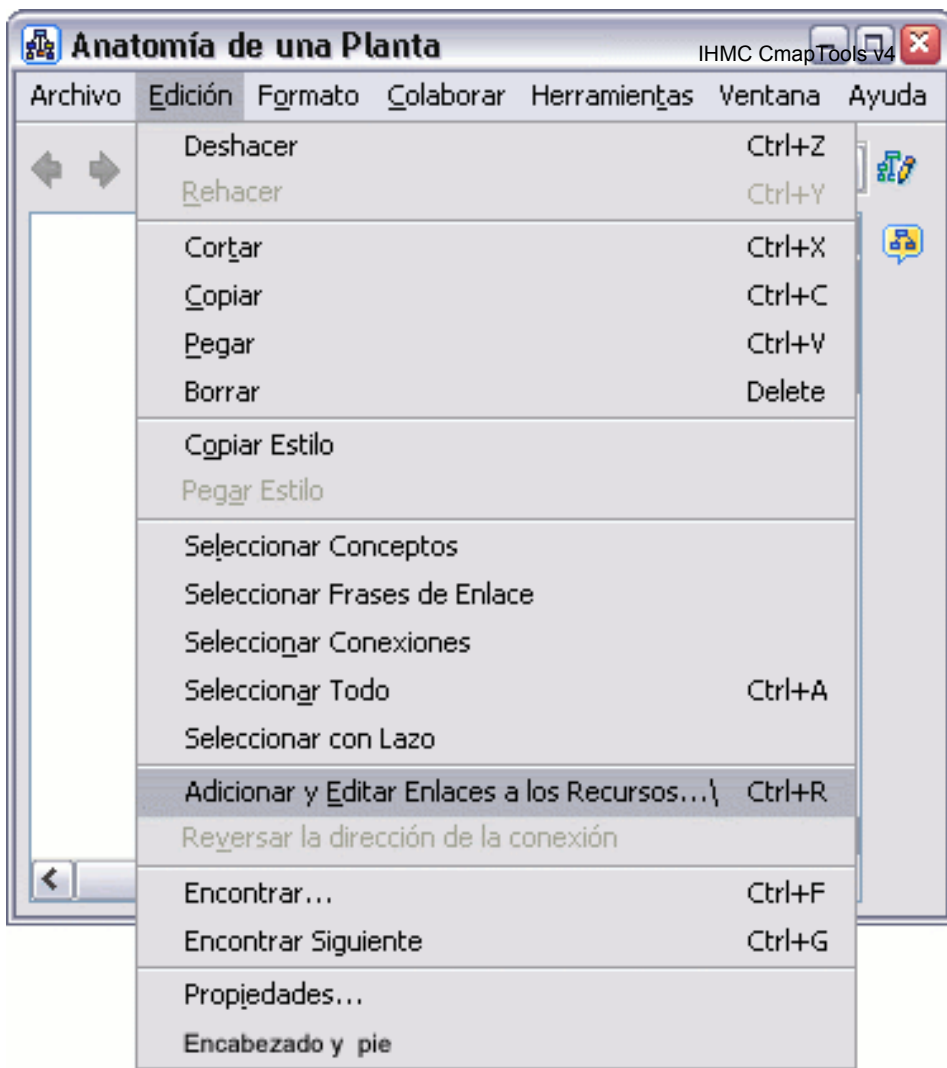 Anatomía de una Planta IHMC CmapTools v4
Archivo Edición Formato Colaborar Herramientas Ventana Ayuda
Deshacer Ctrl+Z
Rehacer Ctrl+Y
Cortar Ctrl+X
Copiar Ctrl+C
Pegar Ctrl+V
Borrar Delete
Copiar Estilo
Pegar Estilo
Seleccionar Conceptos
Seleccionar Frases de Enlace
Seleccionar Conexiones
Seleccionar Todo Ctrl+A
Seleccionar con Lazo
Adicionar y Editar Enlaces a los Recursos...\ Ctrl+R
Reversar la dirección de la conexión
Encontrar... Ctrl+F
Encontrar Siguiente Ctrl+G
Propiedades...
Encabezado y pie